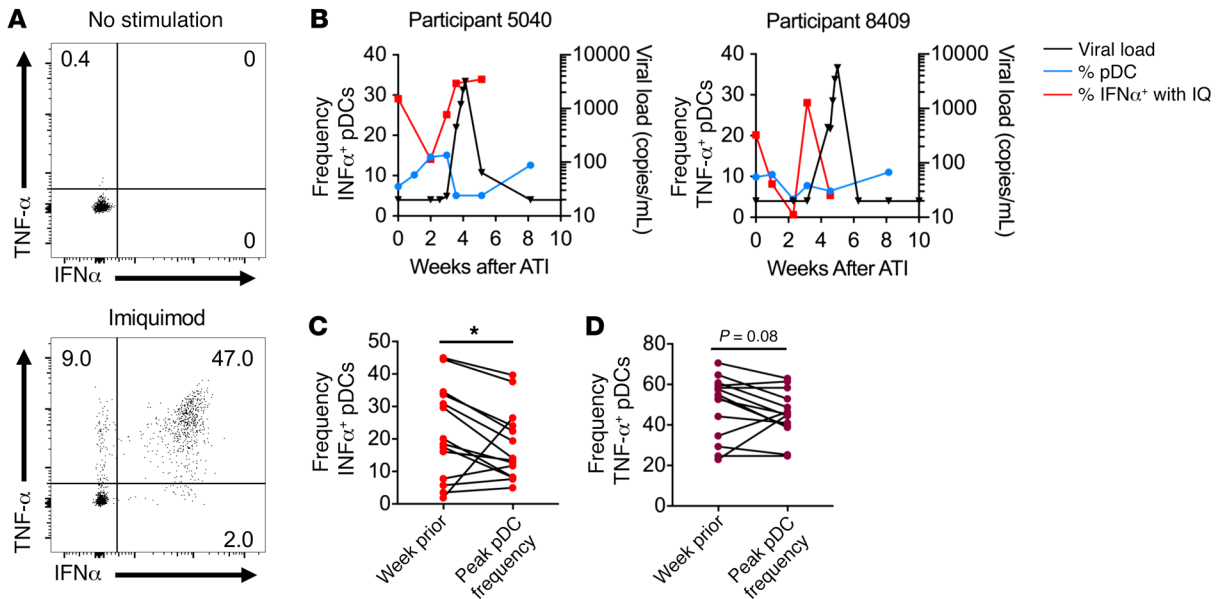 A
No stimulation
0.4
0
0
TNF-α
IFNα
Imiquimod
9.0
47.0
2.0
TNF-α
IFNα
B
Participant 5040
40
30
20
10
0
Frequency
INFα⁺ pDCs
10000
1000
100
10
Viral load (copies/mL)
0 2 4 6 8 10
Weeks after ATI
Participant 8409
40
30
20
10
0
Frequency
TNF-α⁺ pDCs
10000
1000
100
10
Viral load (copies/mL)
0 2 4 6 8 10
Weeks After ATI
Viral load
% pDC
% IFNα⁺ with IQ
C
*
50
40
30
20
10
0
Frequency
INFα⁺ pDCs
Week prior
Peak pDC
frequency
D
P = 0.08
80
60
40
20
0
Frequency
TNF-α⁺ pDCs
Week prior
Peak pDC
frequency